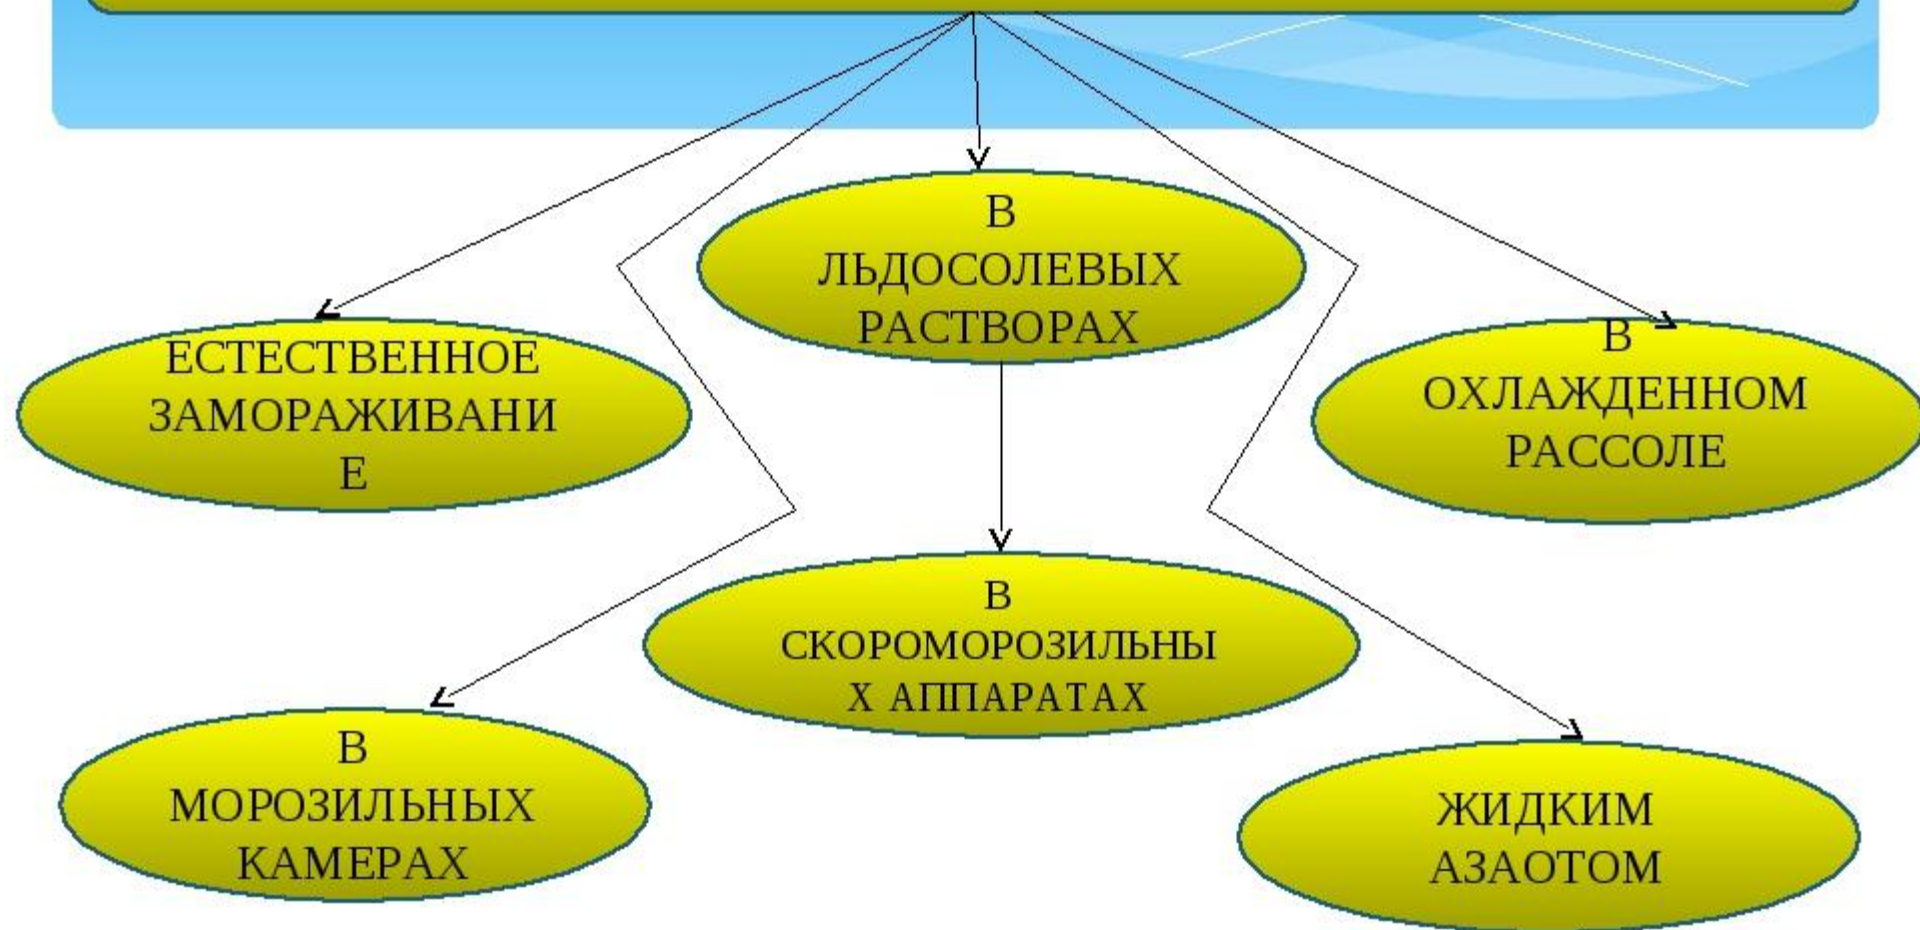 В
ЛЬДОСОЛЕВЫХ
РАСТВОРАХ
ЕСТЕСТВЕННОЕ
ЗАМОРАЖИВАНИ
Е
В
ОХЛАЖДЕННОМ
РАССОЛЕ
В
СКОРОМОРОЗИЛЬНЫ
Х АППАРАТАХ
В
МОРОЗИЛЬНЫХ
КАМЕРАХ
ЖИДКИМ
АЗАОТОМ